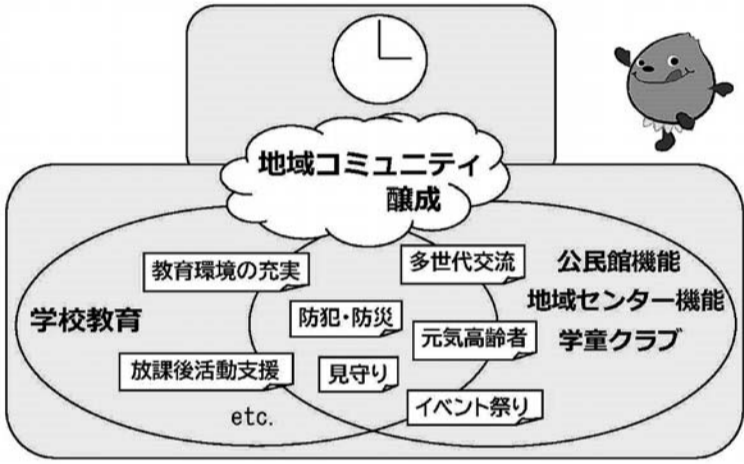 地域コミュニティ
醸成
教育環境の充実
多世代交流
公民館機能
学校教育
防犯・防災
地域センター機能
元気高齢者
学童クラブ
放課後活動支援
見守り
イベント祭り
etc.